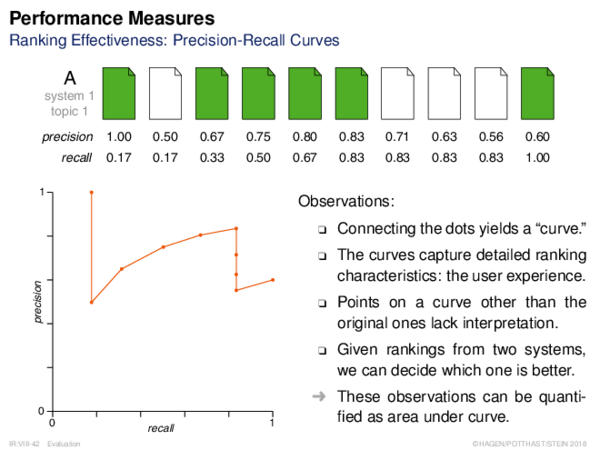 Performance Measures
Ranking Effectiveness: Precision-Recall Curves
A
system 1
topic 1
precision 1.00 0.50 0.67 0.75 0.80 0.83 0.71 0.63 0.56 0.60
recall 0.17 0.17 0.33 0.50 0.67 0.83 0.83 0.83 0.83 1.00
1
precision
0
0
recall
1
Observations:
❑ Connecting the dots yields a “curve.”
❑ The curves capture detailed ranking
characteristics: the user experience.
❑ Points on a curve other than the
original ones lack interpretation.
❑ Given rankings from two systems,
we can decide which one is better.
➜ These observations can be quanti-
fied as area under curve.
IR:VIII-42 Evaluation
©HAGEN/POTTHAST/STEIN 2018